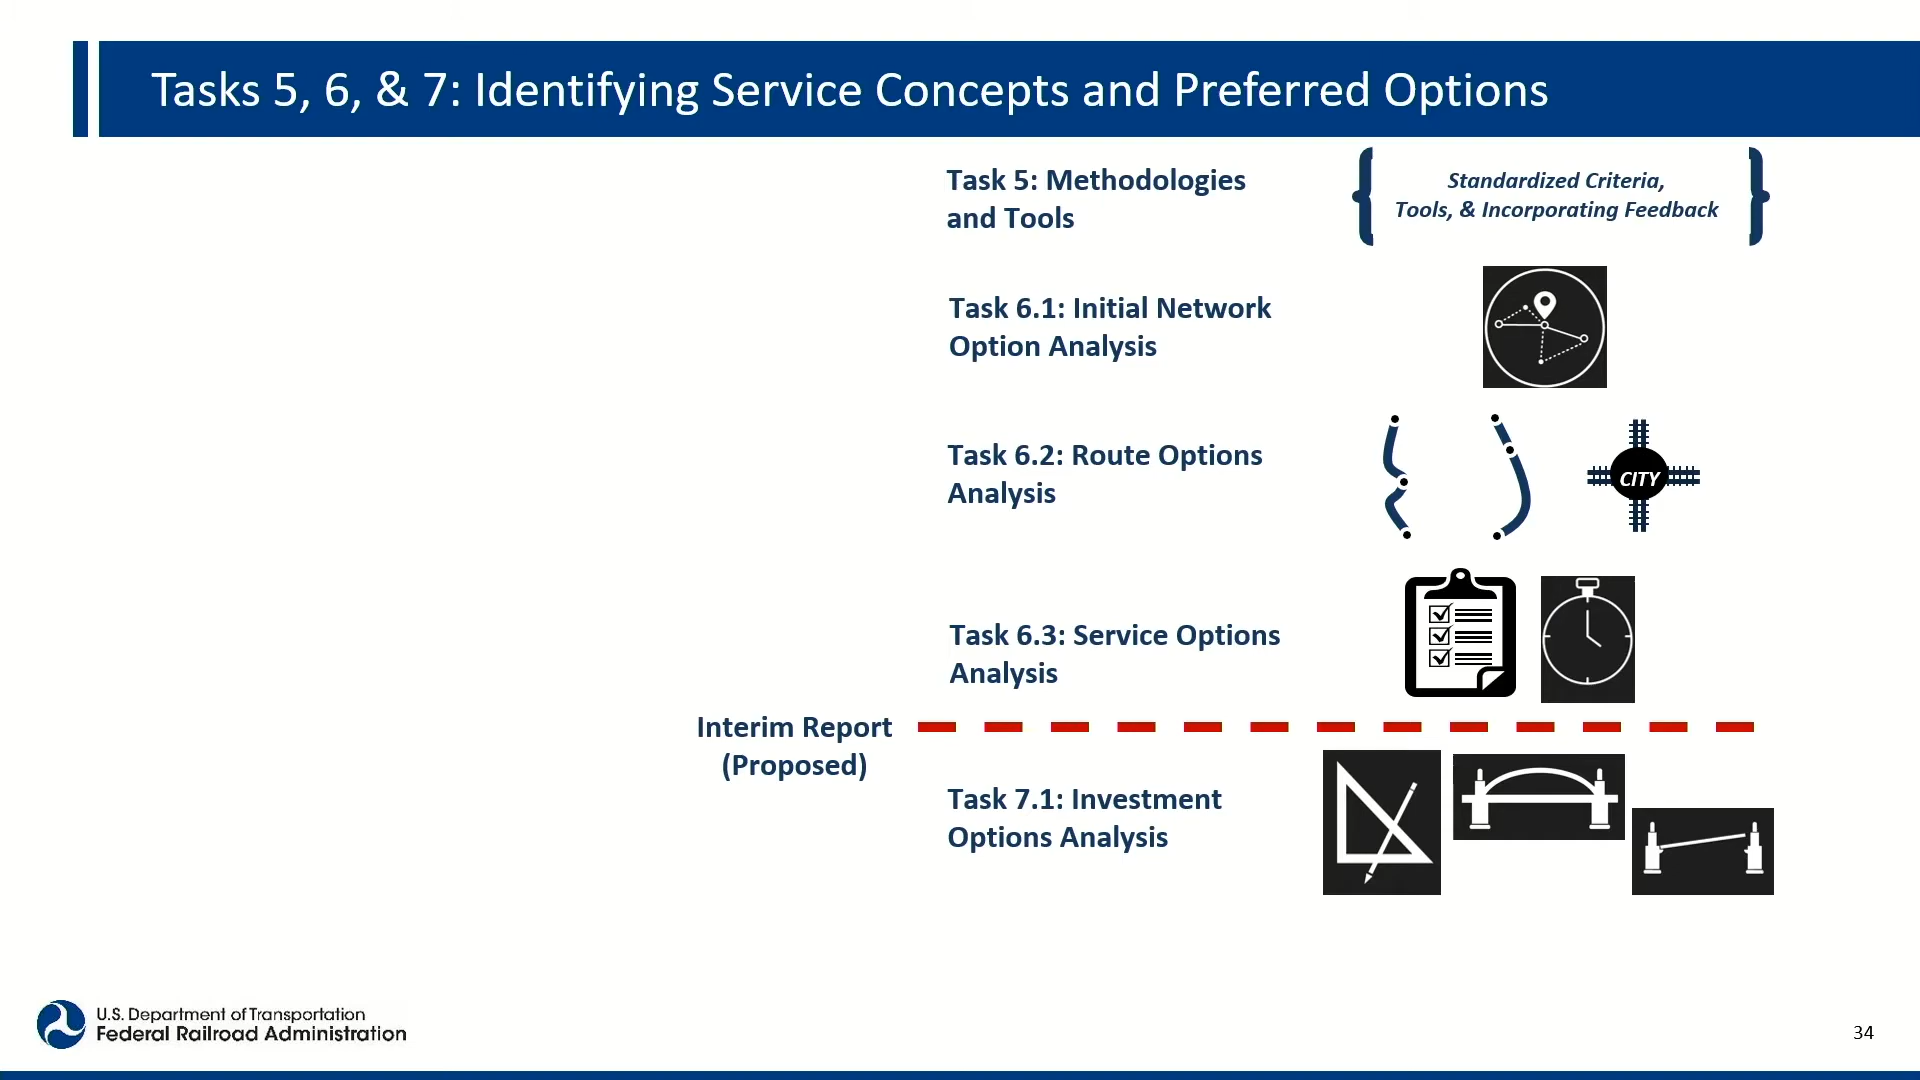 Tasks 5, 6, & 7: Identifying Service Concepts and Preferred Options
Task 5: Methodologies
and Tools
Standardized Criteria,
Tools, & Incorporating Feedback
Task 6.1: Initial Network
Option Analysis
Task 6.2: Route Options
Analysis
CITY
Task 6.3: Service Options
Analysis
Interim Report
(Proposed)
Task 7.1: Investment
Options Analysis
U.S. Department of Transportation
Federal Railroad Administration
34